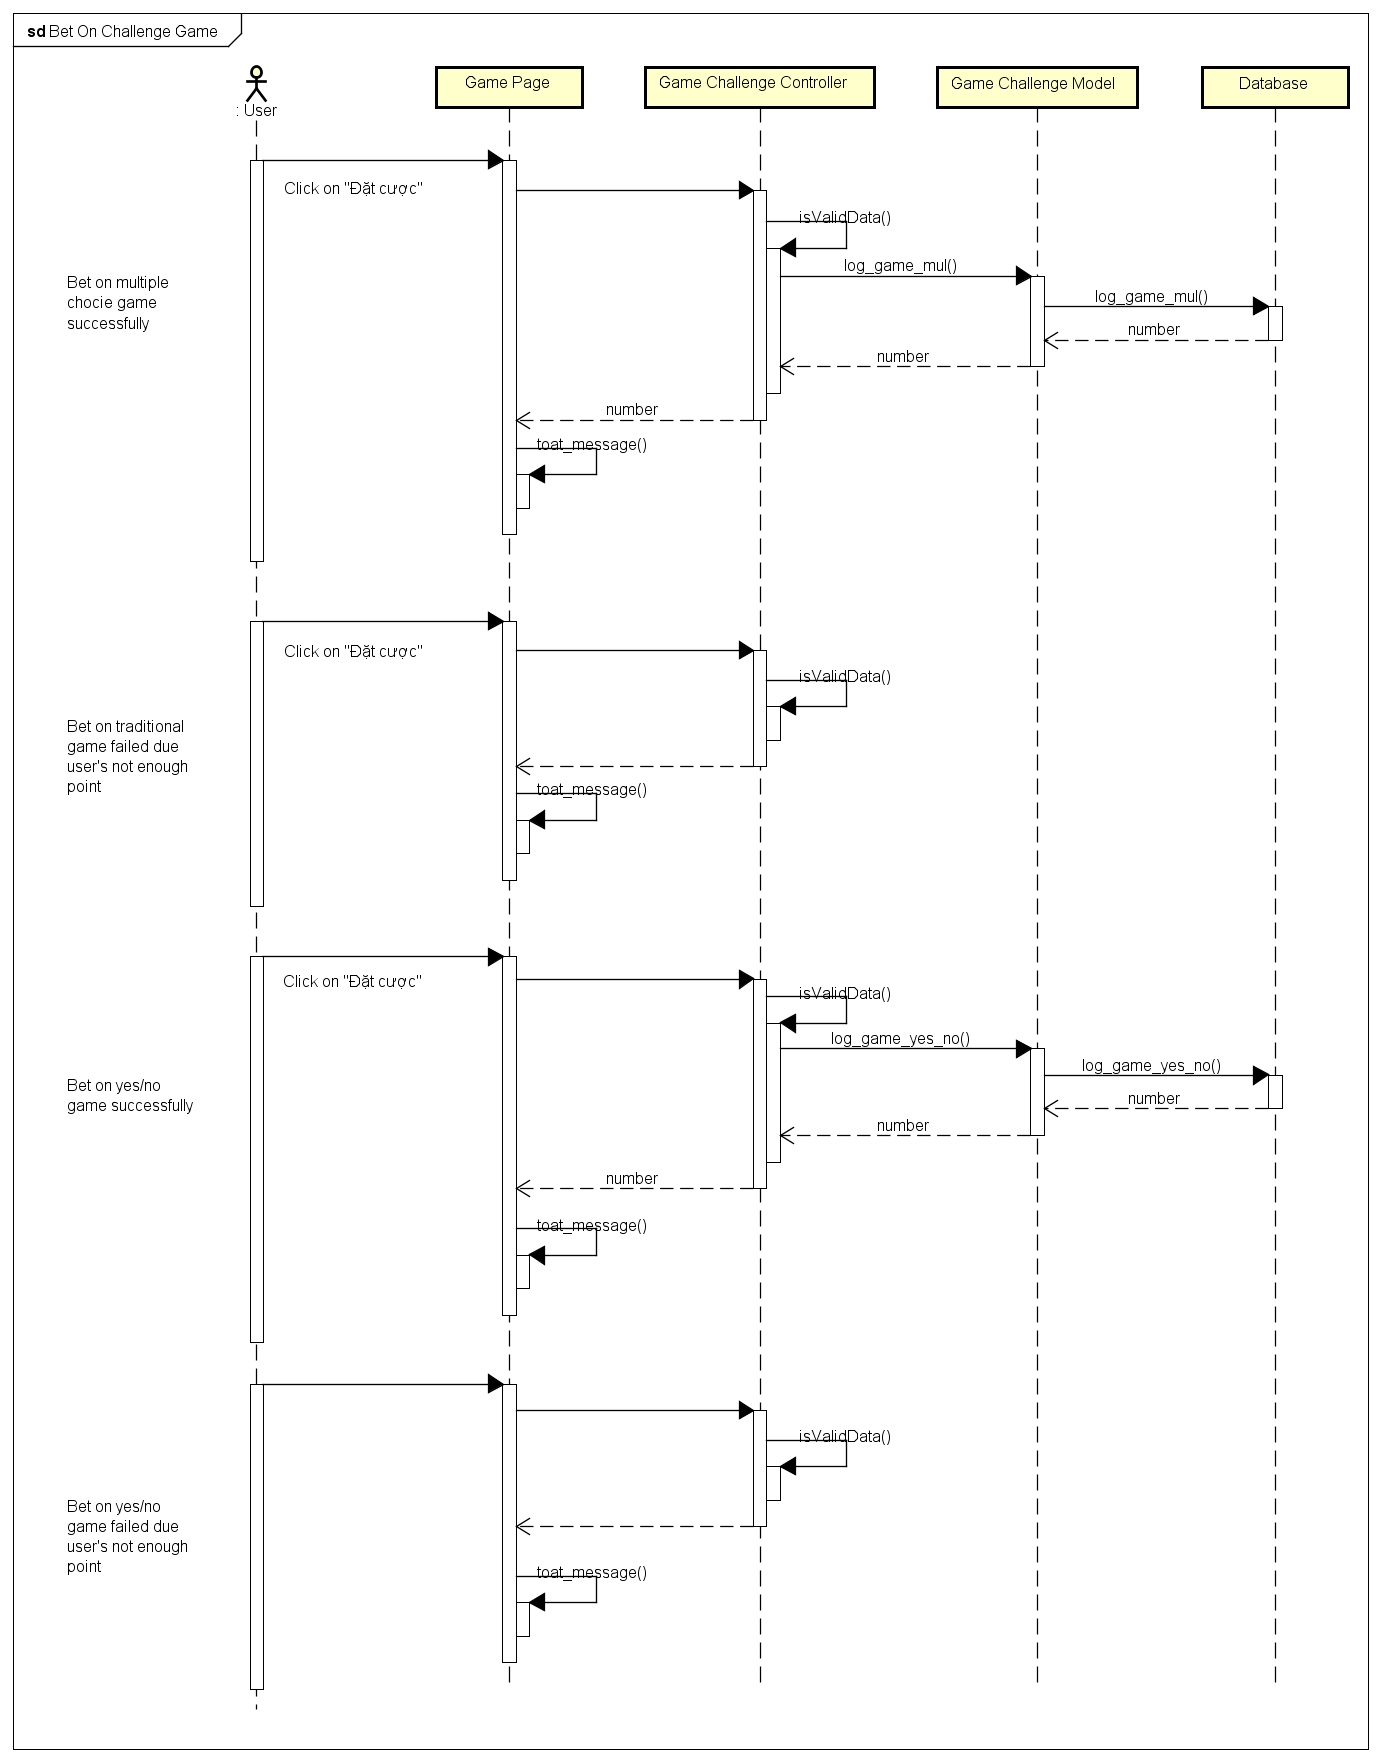 sd Bet On Challenge Game
: User
Game Page
Game Challenge Controller
Game Challenge Model
Database
Click on "Đặt cược"
isValidData()
log_game_mul()
log_game_mul()
Bet on multiple
chocie game
successfully
number
number
number
toat_message()
Click on "Đặt cược"
isValidData()
Bet on traditional
game failed due
user's not enough
point
toat_message()
Click on "Đặt cược"
isValidData()
log_game_yes_no()
log_game_yes_no()
Bet on yes/no
game successfully
number
number
number
toat_message()
isValidData()
Bet on yes/no
game failed due
user's not enough
point
toat_message()